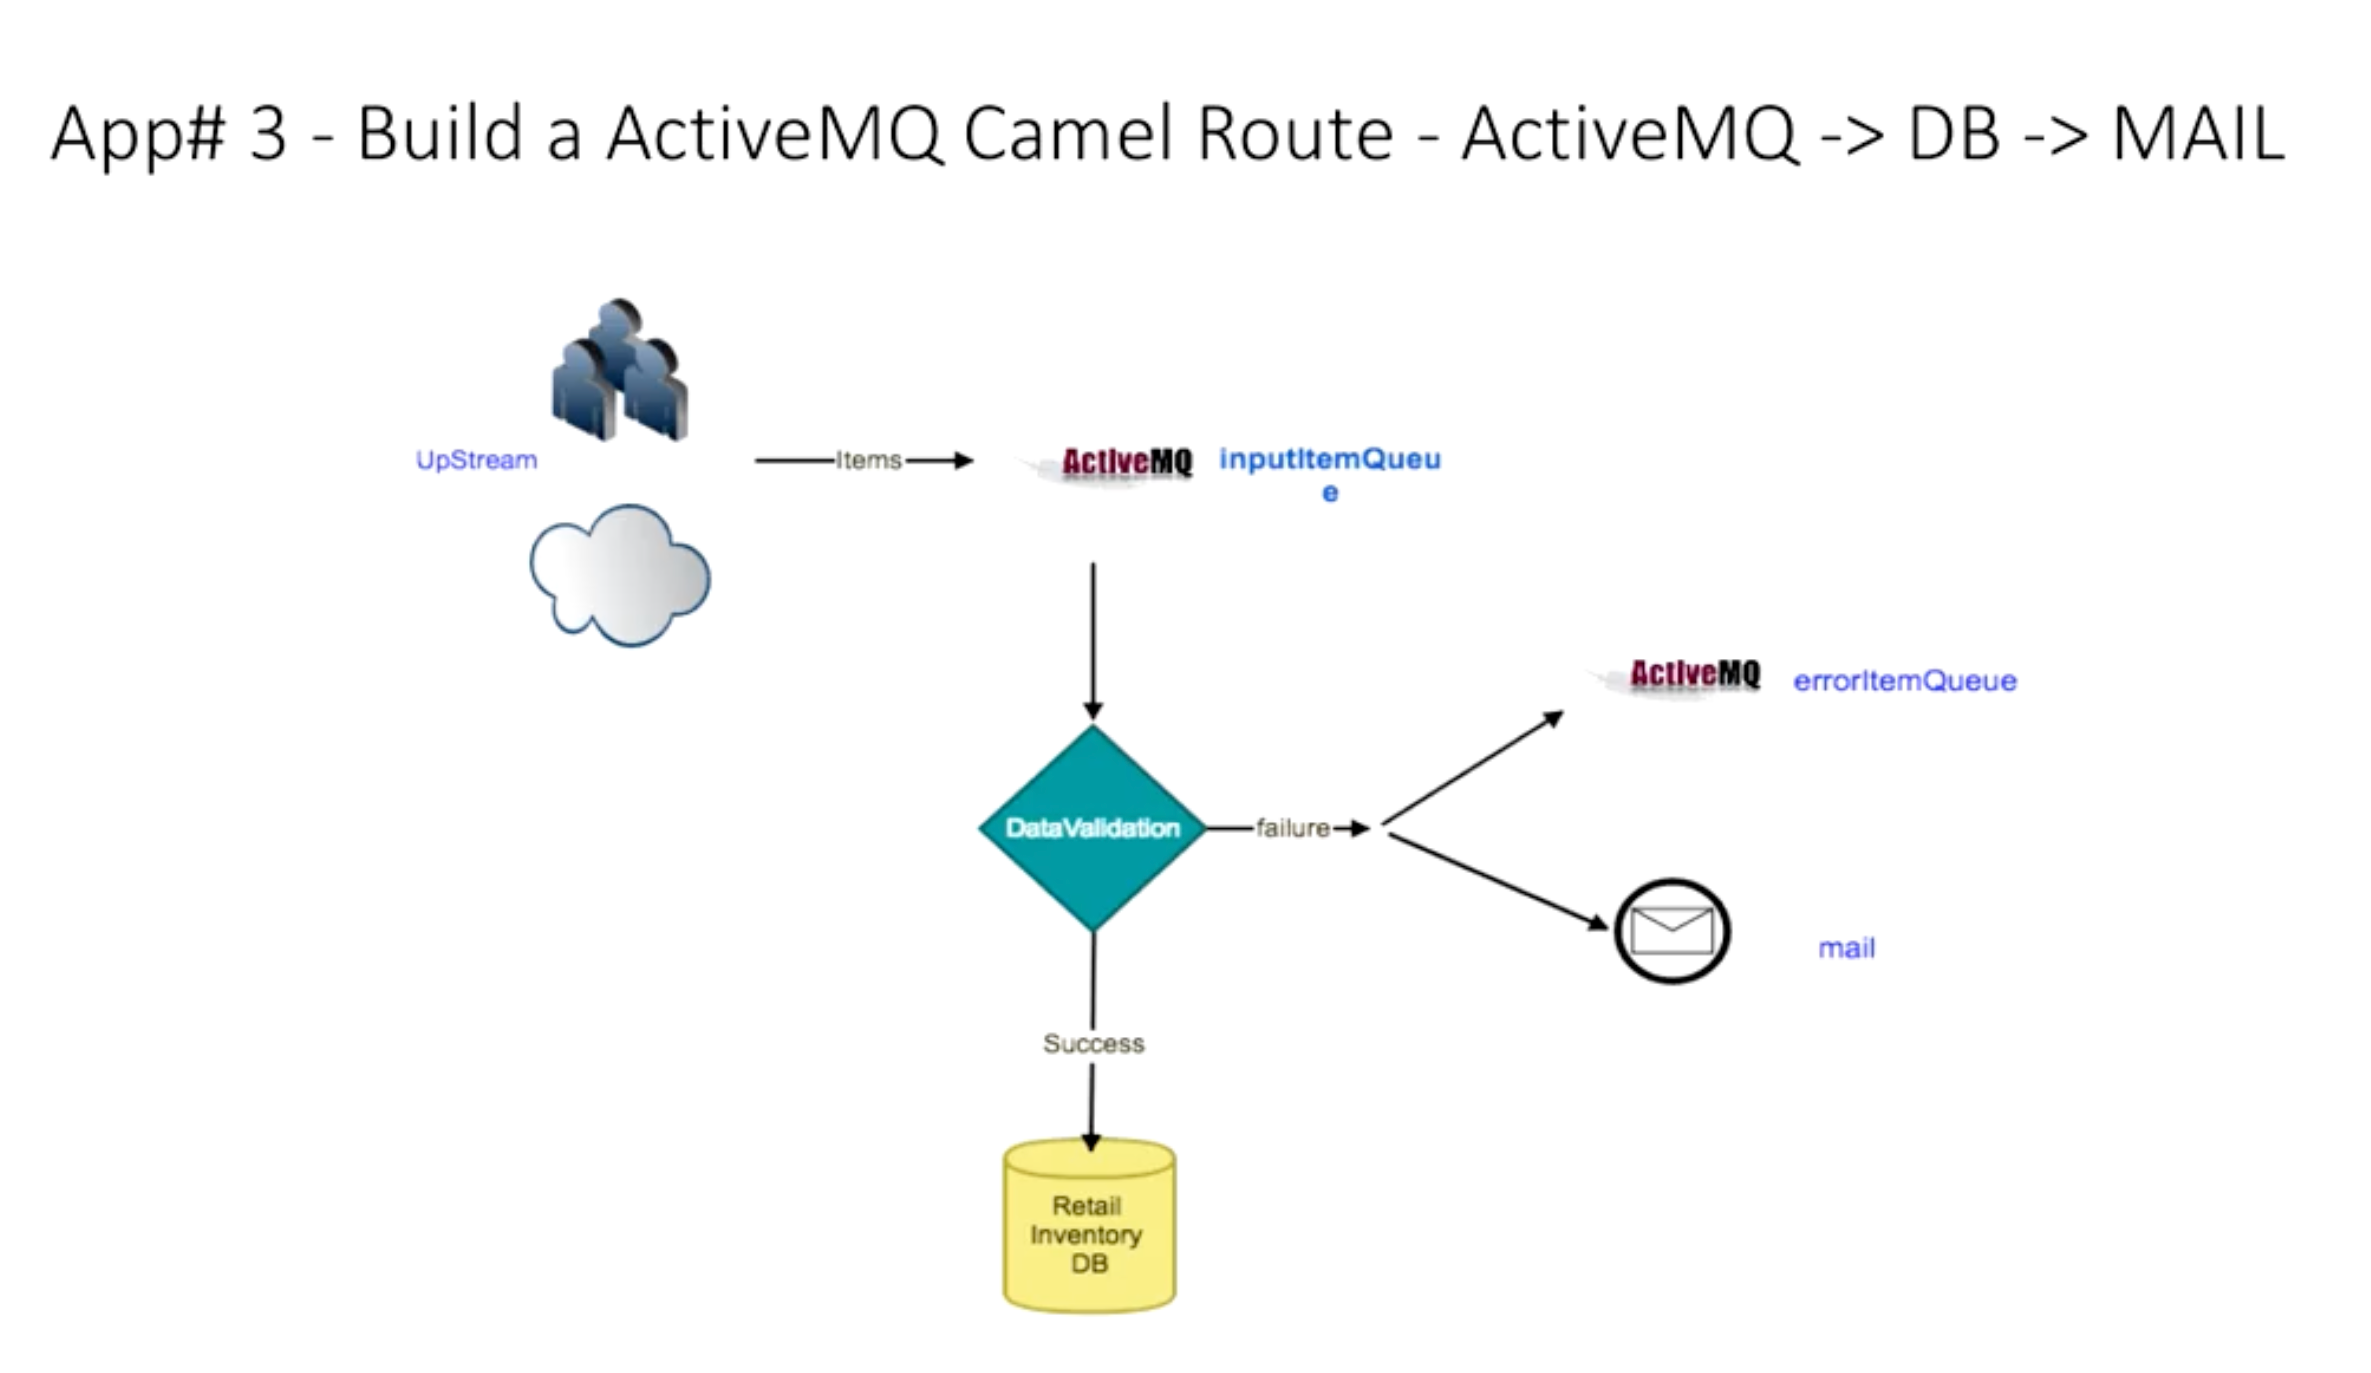 App# 3 - Build a ActiveMQ Camel Route - ActiveMQ -> DB -> MAIL
UpStream
Items
ActiveMQ
inputItemQueu
e
ActiveMQ
errorItemQueue
DataValidation
failure
mail
Success
Retail
Inventory
DB